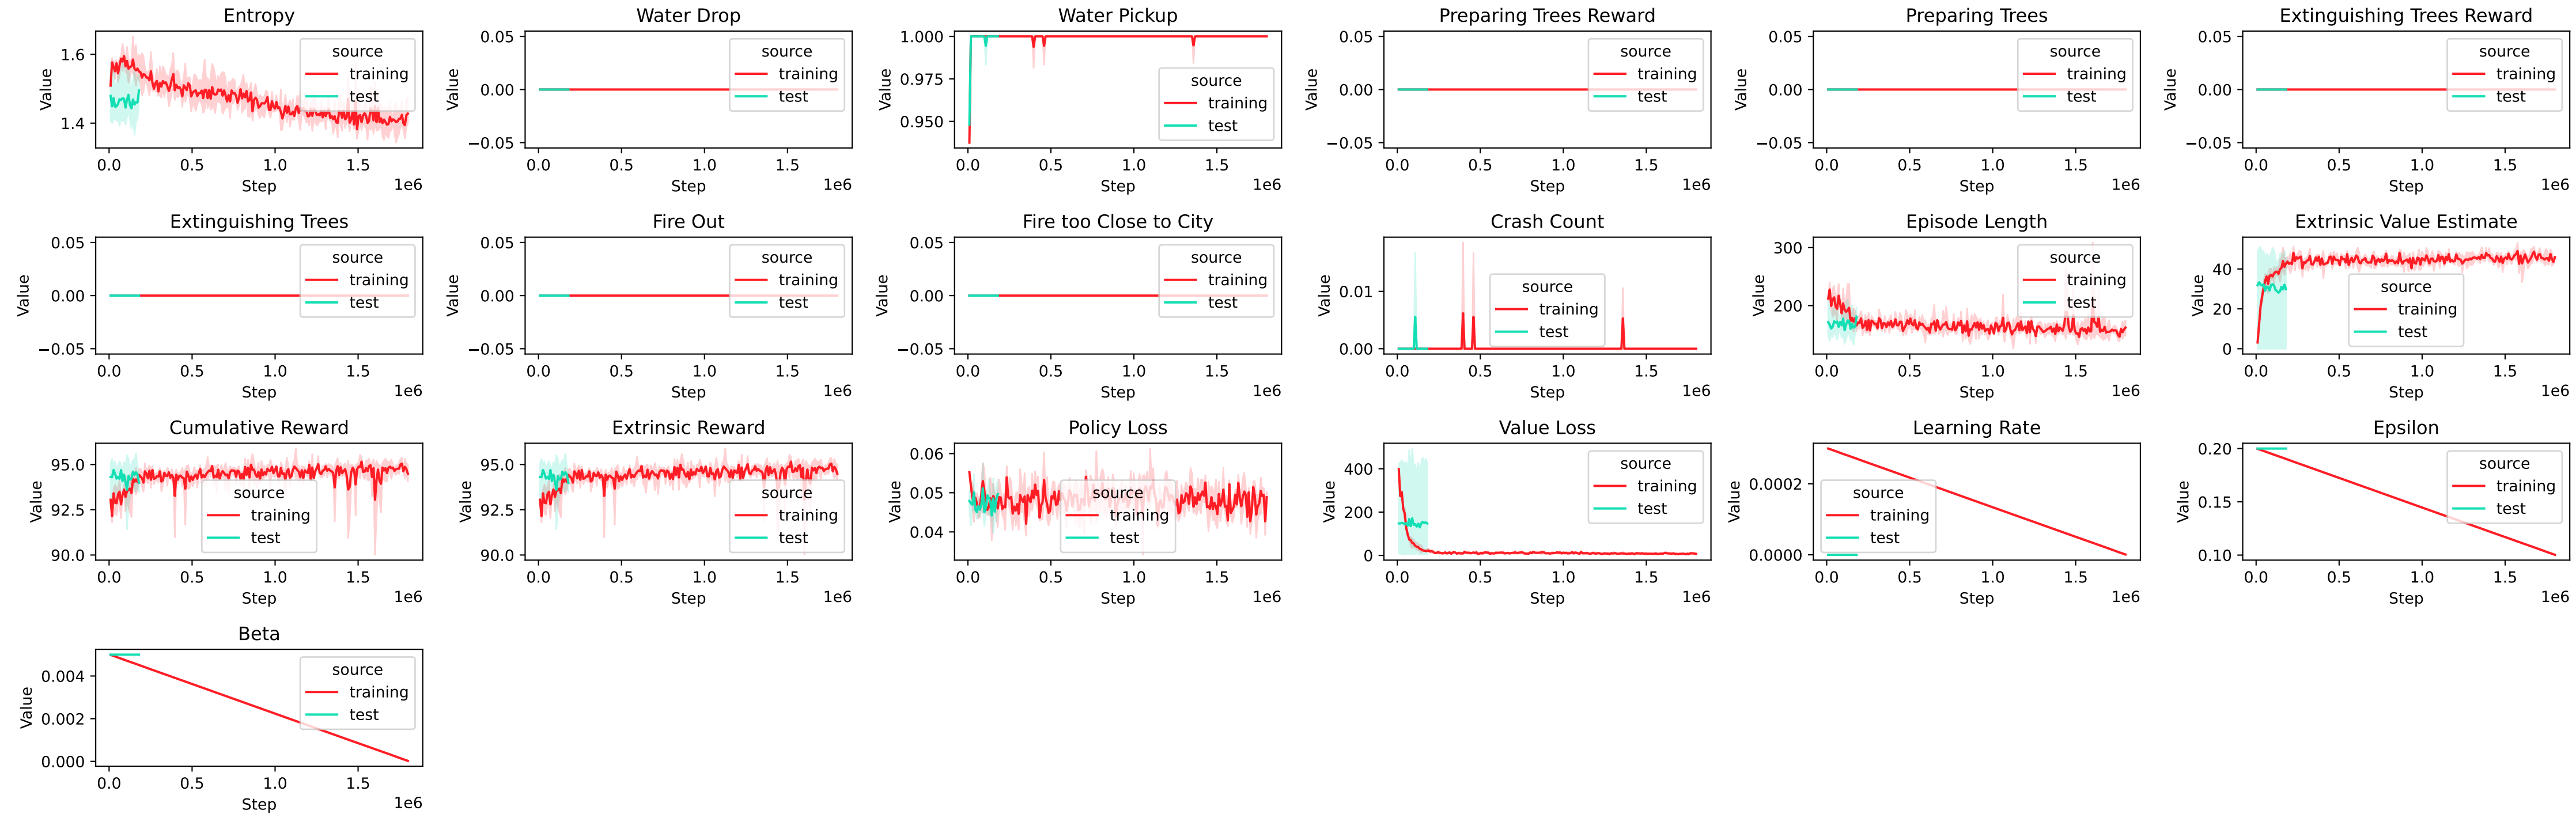 Entropy
Value
1.6
1.4
source
training
test
0.0 0.5 1.0 1.5
Step
1e6
Water Drop
Value
0.05
0.00
−0.05
source
training
test
0.0 0.5 1.0 1.5
Step
1e6
Water Pickup
Value
1.000
0.975
0.950
source
training
test
0.0 0.5 1.0 1.5
Step
1e6
Preparing Trees Reward
Value
0.05
0.00
−0.05
source
training
test
0.0 0.5 1.0 1.5
Step
1e6
Preparing Trees
Value
0.05
0.00
−0.05
source
training
test
0.0 0.5 1.0 1.5
Step
1e6
Extinguishing Trees Reward
Value
0.05
0.00
−0.05
source
training
test
0.0 0.5 1.0 1.5
Step
1e6
Extinguishing Trees
Value
0.05
0.00
−0.05
source
training
test
0.0 0.5 1.0 1.5
Step
1e6
Fire Out
Value
0.05
0.00
−0.05
source
training
test
0.0 0.5 1.0 1.5
Step
1e6
Fire too Close to City
Value
0.05
0.00
−0.05
source
training
test
0.0 0.5 1.0 1.5
Step
1e6
Crash Count
Value
0.01
0.00
source
training
test
0.0 0.5 1.0 1.5
Step
1e6
Episode Length
Value
300
200
source
training
test
0.0 0.5 1.0 1.5
Step
1e6
Extrinsic Value Estimate
Value
40
20
0
source
training
test
0.0 0.5 1.0 1.5
Step
1e6
Cumulative Reward
Value
95.0
92.5
90.0
source
training
test
0.0 0.5 1.0 1.5
Step
1e6
Extrinsic Reward
Value
95.0
92.5
90.0
source
training
test
0.0 0.5 1.0 1.5
Step
1e6
Policy Loss
Value
0.06
0.05
0.04
source
training
test
0.0 0.5 1.0 1.5
Step
1e6
Value Loss
Value
400
200
0
source
training
test
0.0 0.5 1.0 1.5
Step
1e6
Learning Rate
Value
0.0002
0.0000
source
training
test
0.0 0.5 1.0 1.5
Step
1e6
Epsilon
Value
0.20
0.15
0.10
source
training
test
0.0 0.5 1.0 1.5
Step
1e6
Beta
Value
0.004
0.002
0.000
source
training
test
0.0 0.5 1.0 1.5
Step
1e6